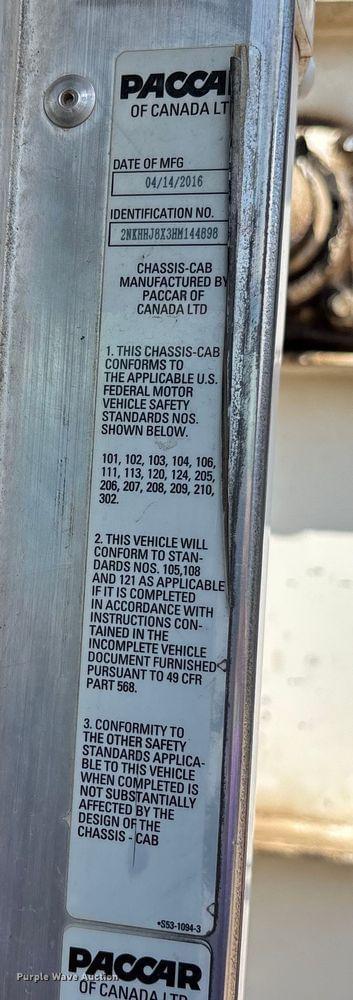 PACCAR
OF CANADA LT
DATE OF MFG
04/14/2016
IDENTIFICATION NO.
2NKHHJ8X3HM144898
CHASSIS-CAB
MANUFACTURED BY
PACCAR OF
CANADA LTD
1. THIS CHASSIS-CAB
CONFORMS TO
THE APPLICABLE U.S.
FEDERAL MOTOR
VEHICLE SAFETY
STANDARDS NOS.
SHOWN BELOW.
101, 102, 103, 104, 106,
111, 113, 120, 124, 205,
206, 207, 208, 209, 210,
302.
2. THIS VEHICLE WILL
CONFORM TO STAN-
DARDS NOS. 105,108
AND 121 AS APPLICABLE
IF IT IS COMPLETED
IN ACCORDANCE WITH
INSTRUCTIONS CON-
TAINED IN THE
INCOMPLETE VEHICLE
DOCUMENT FURNISHED
PURSUANT TO 49 CFR
PART 568.
3. CONFORMITY TO
THE OTHER SAFETY
STANDARDS APPLICA-
BLE TO THIS VEHICLE
WHEN COMPLETED IS
NOT SUBSTANTIALLY
AFFECTED BY THE
DESIGN OF THE
CHASSIS - CAB
*S53-1094-3
PACCAR
OF CANADA LTD
Purple Wave Auction